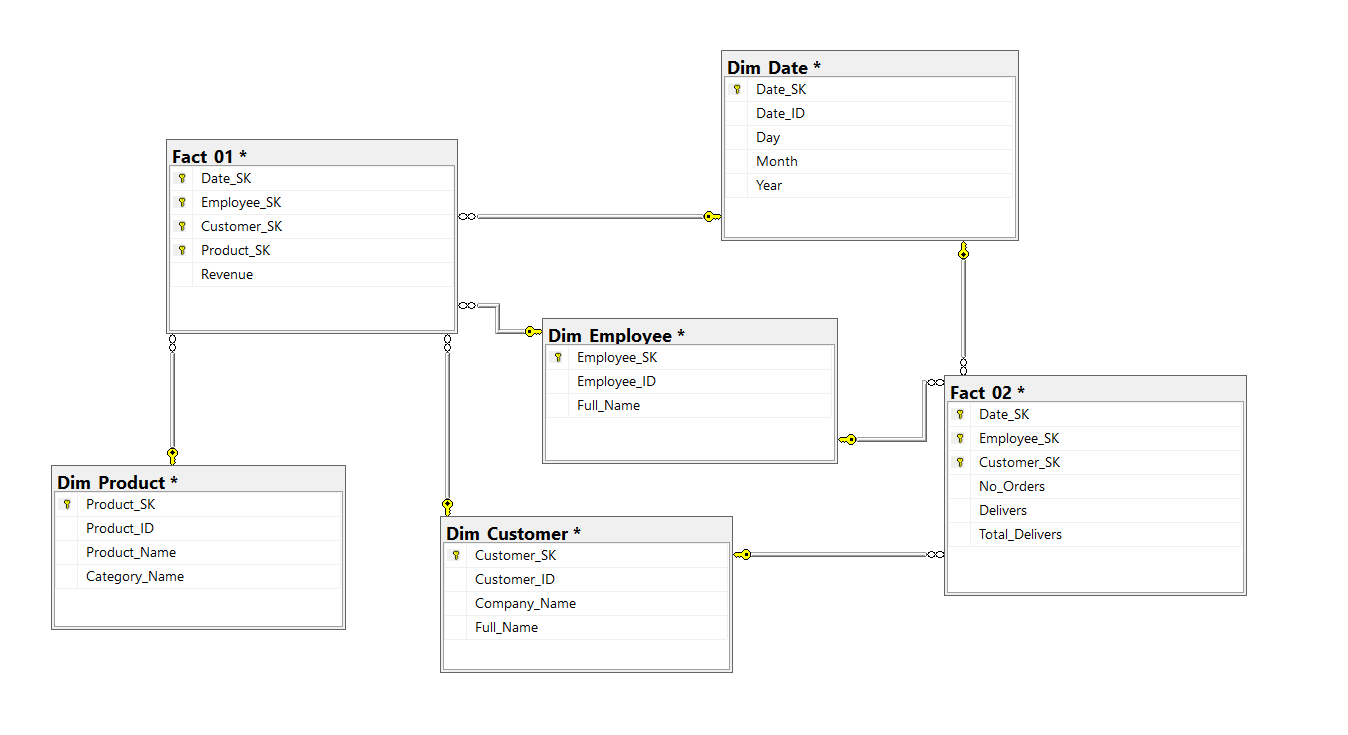 Dim_Date *
Date_SK
Date_ID
Day
Month
Year
Fact_01 *
Date_SK
Employee_SK
Customer_SK
Product_SK
Revenue
Dim_Employee *
Employee_SK
Employee_ID
Full_Name
Fact_02 *
Date_SK
Employee_SK
Customer_SK
No_Orders
Delivers
Total_Delivers
Dim_Product *
Product_SK
Product_ID
Product_Name
Category_Name
Dim_Customer *
Customer_SK
Customer_ID
Company_Name
Full_Name